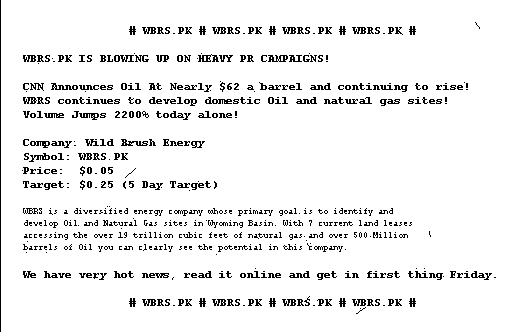 # WBRS.PK # WBRS.PK # WBRS.PK # WBRS.PK #
WBRS.PK IS BLOWING UP ON HEAVY PR CAMPAIGNS!
CNN Announces Oil At Nearly $62 a barrel and continuing to rise!
WBRS continues to develop domestic Oil and natural gas sites!
Volume Jumps 2200% today alone!
Company: Wild Brush Energy
Symbol: WBRS.PK
Price: $0.05
Target: $0.25 (5 Day Target)
WBRS is a diversified energy company whose primary goal is to identify and
develop Oil and Natural Gas sites in Wyoming Basin. With 7 current land leases
accessing the over 19 trillion cubic feet of natural gas and over 500 Million
barrels of Oil you can clearly see the potential in this company.
We have very hot news, read it online and get in first thing Friday.
# WBRS.PK # WBRS.PK # WBRS.PK # WBRS.PK #